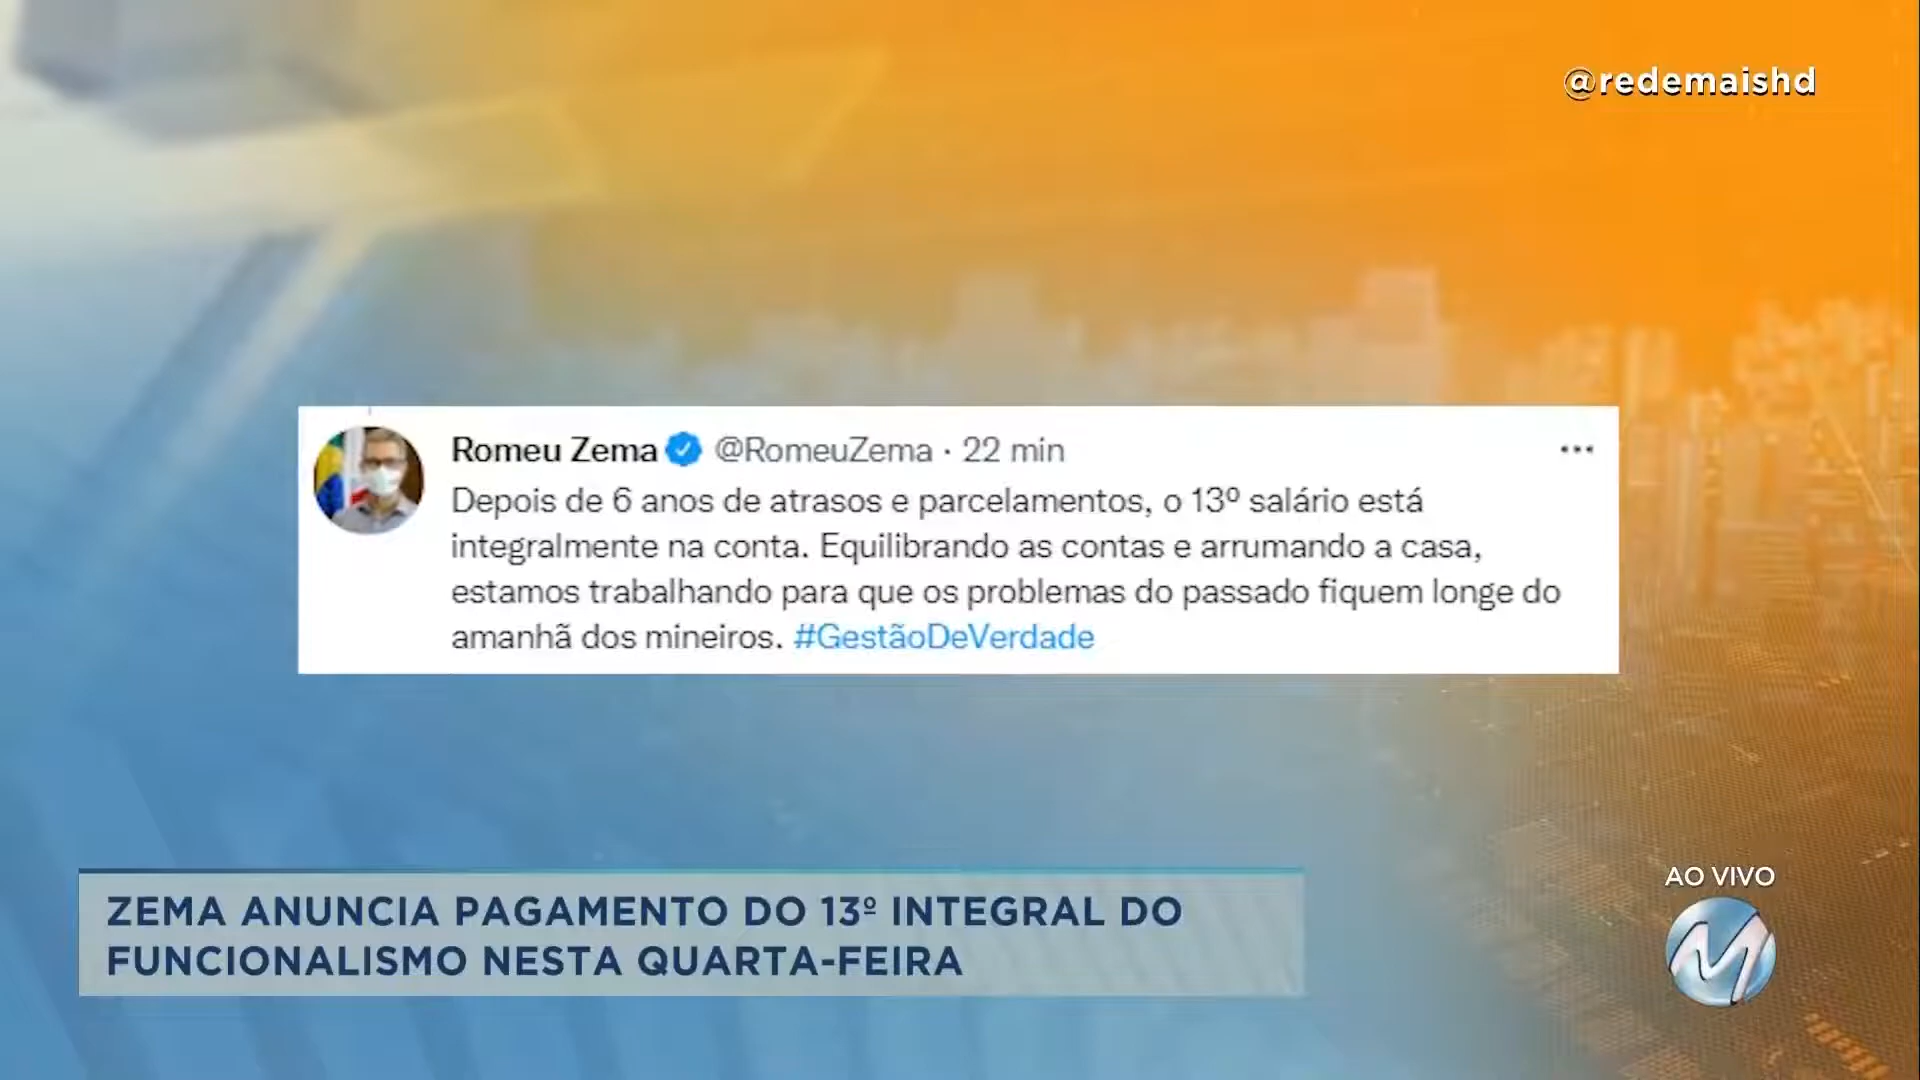 @redemaishd
Romeu Zema @RomeuZema · 22 min
Depois de 6 anos de atrasos e parcelamentos, o 13º salário está
integralmente na conta. Equilibrando as contas e arrumando a casa,
estamos trabalhando para que os problemas do passado fiquem longe do
amanhã dos mineiros. #GestãoDeVerdade
ZEMA ANUNCIA PAGAMENTO DO 13º INTEGRAL DO
FUNCIONALISMO NESTA QUARTA-FEIRA
AO VIVO
M